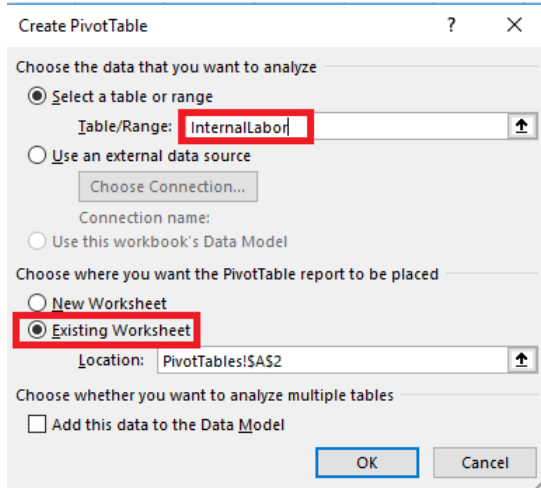 Create PivotTable ? ×
Choose the data that you want to analyze
Select a table or range
Table/Range: InternalLabor
Use an external data source
Choose Connection...
Connection name:
Use this workbook's Data Model
Choose where you want the PivotTable report to be placed
New Worksheet
Existing Worksheet
Location: PivotTables!$A$2
Choose whether you want to analyze multiple tables
Add this data to the Data Model
OK Cancel